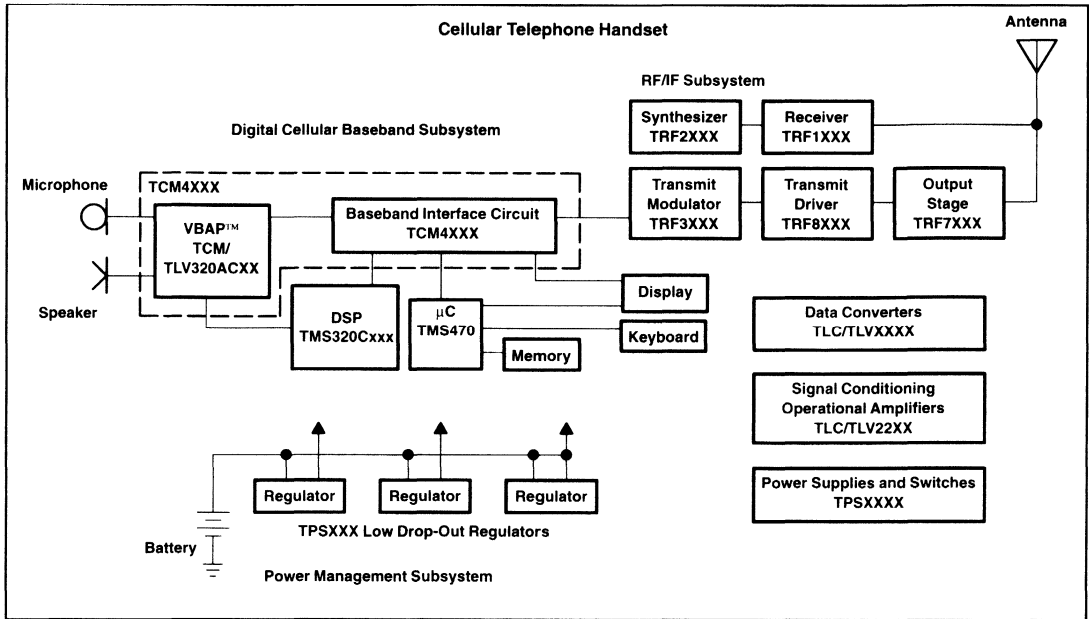 Cellular Telephone Handset
Antenna
RF/IF Subsystem
Synthesizer
TRF2XXX
Receiver
TRF1XXX
Digital Cellular Baseband Subsystem
Microphone
TCM4XXX
VBAP™
TCM/
TLV320ACXX
Baseband Interface Circuit
TCM4XXX
Transmit
Modulator
TRF3XXX
Transmit
Driver
TRF8XXX
Output
Stage
TRF7XXX
Speaker
DSP
TMS320Cxxx
µC
TMS470
Display
Keyboard
Memory
Data Converters
TLC/TLVXXXX
Signal Conditioning
Operational Amplifiers
TLC/TLV22XX
Power Supplies and Switches
TPSXXXX
Regulator
Regulator
Regulator
TPSXXX Low Drop-Out Regulators
Battery
Power Management Subsystem